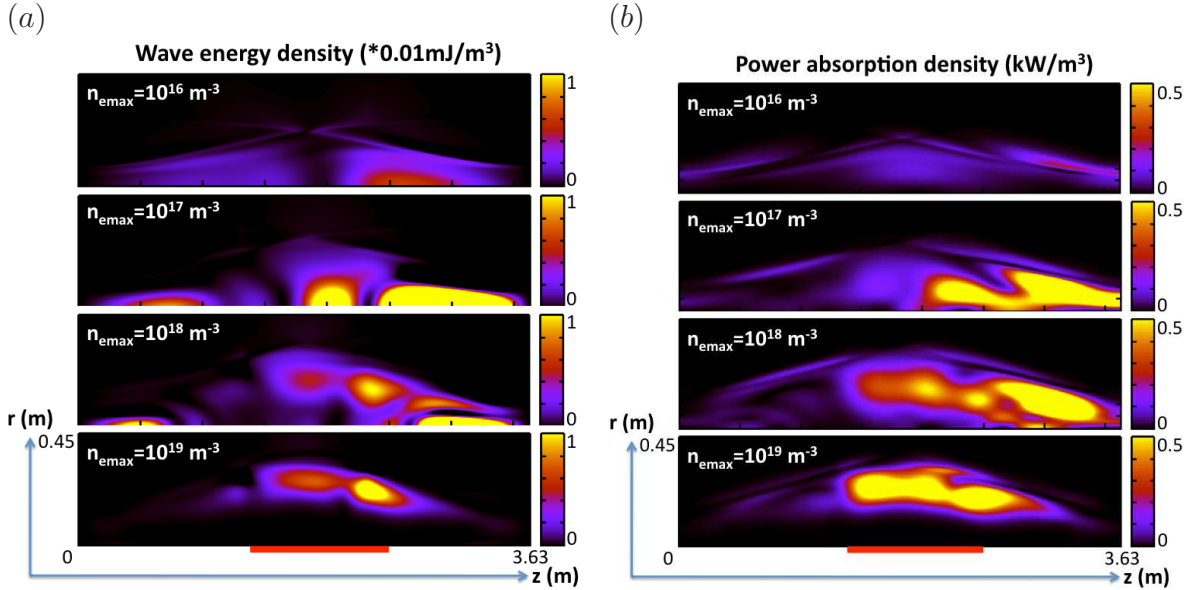 (a)
Wave energy density (*0.01mJ/m³)
nemax=10¹⁶ m⁻³
1
0
nemax=10¹⁷ m⁻³
1
0
nemax=10¹⁸ m⁻³
1
0
nemax=10¹⁹ m⁻³
1
0
r (m)
0.45
0
3.63
z (m)
(b)
Power absorption density (kW/m³)
nemax=10¹⁶ m⁻³
0.5
0
nemax=10¹⁷ m⁻³
0.5
0
nemax=10¹⁸ m⁻³
0.5
0
nemax=10¹⁹ m⁻³
0.5
0
r (m)
0.45
0
3.63
z (m)